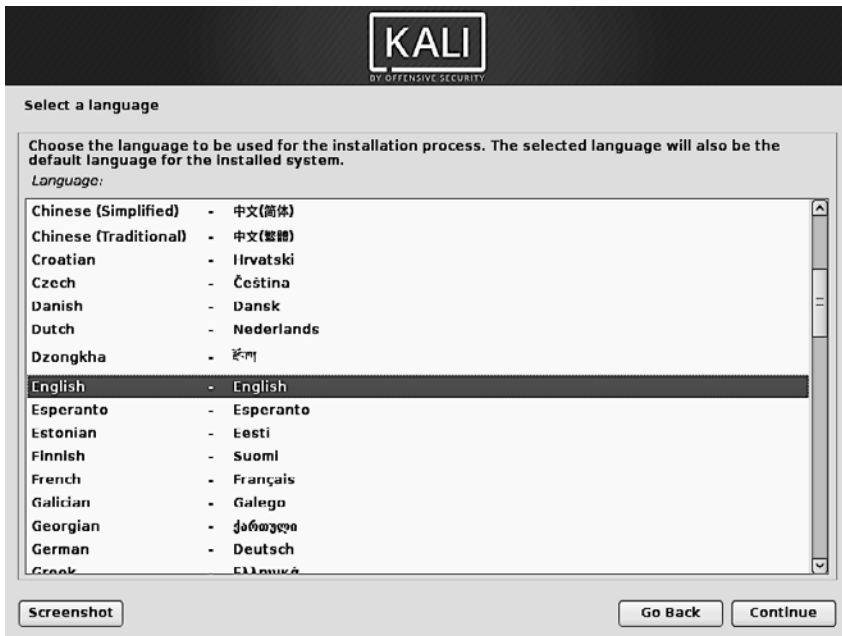 KALI
BY OFFENSIVE SECURITY
Select a language
Choose the language to be used for the installation process. The selected language will also be the
default language for the installed system.
Language:
Chinese (Simplified) - 中文(简体)
Chinese (Traditional) - 中文(繁體)
Croatian - Hrvatski
Czech - Čeština
Danish - Dansk
Dutch - Nederlands
Dzongkha - རྫོང་ཁ།
English - English
Esperanto - Esperanto
Estonian - Eesti
Finnish - Suomi
French - Français
Galician - Galego
Georgian - ქართული
German - Deutsch
Greek - Ελληνικά
Screenshot
Go Back
Continue